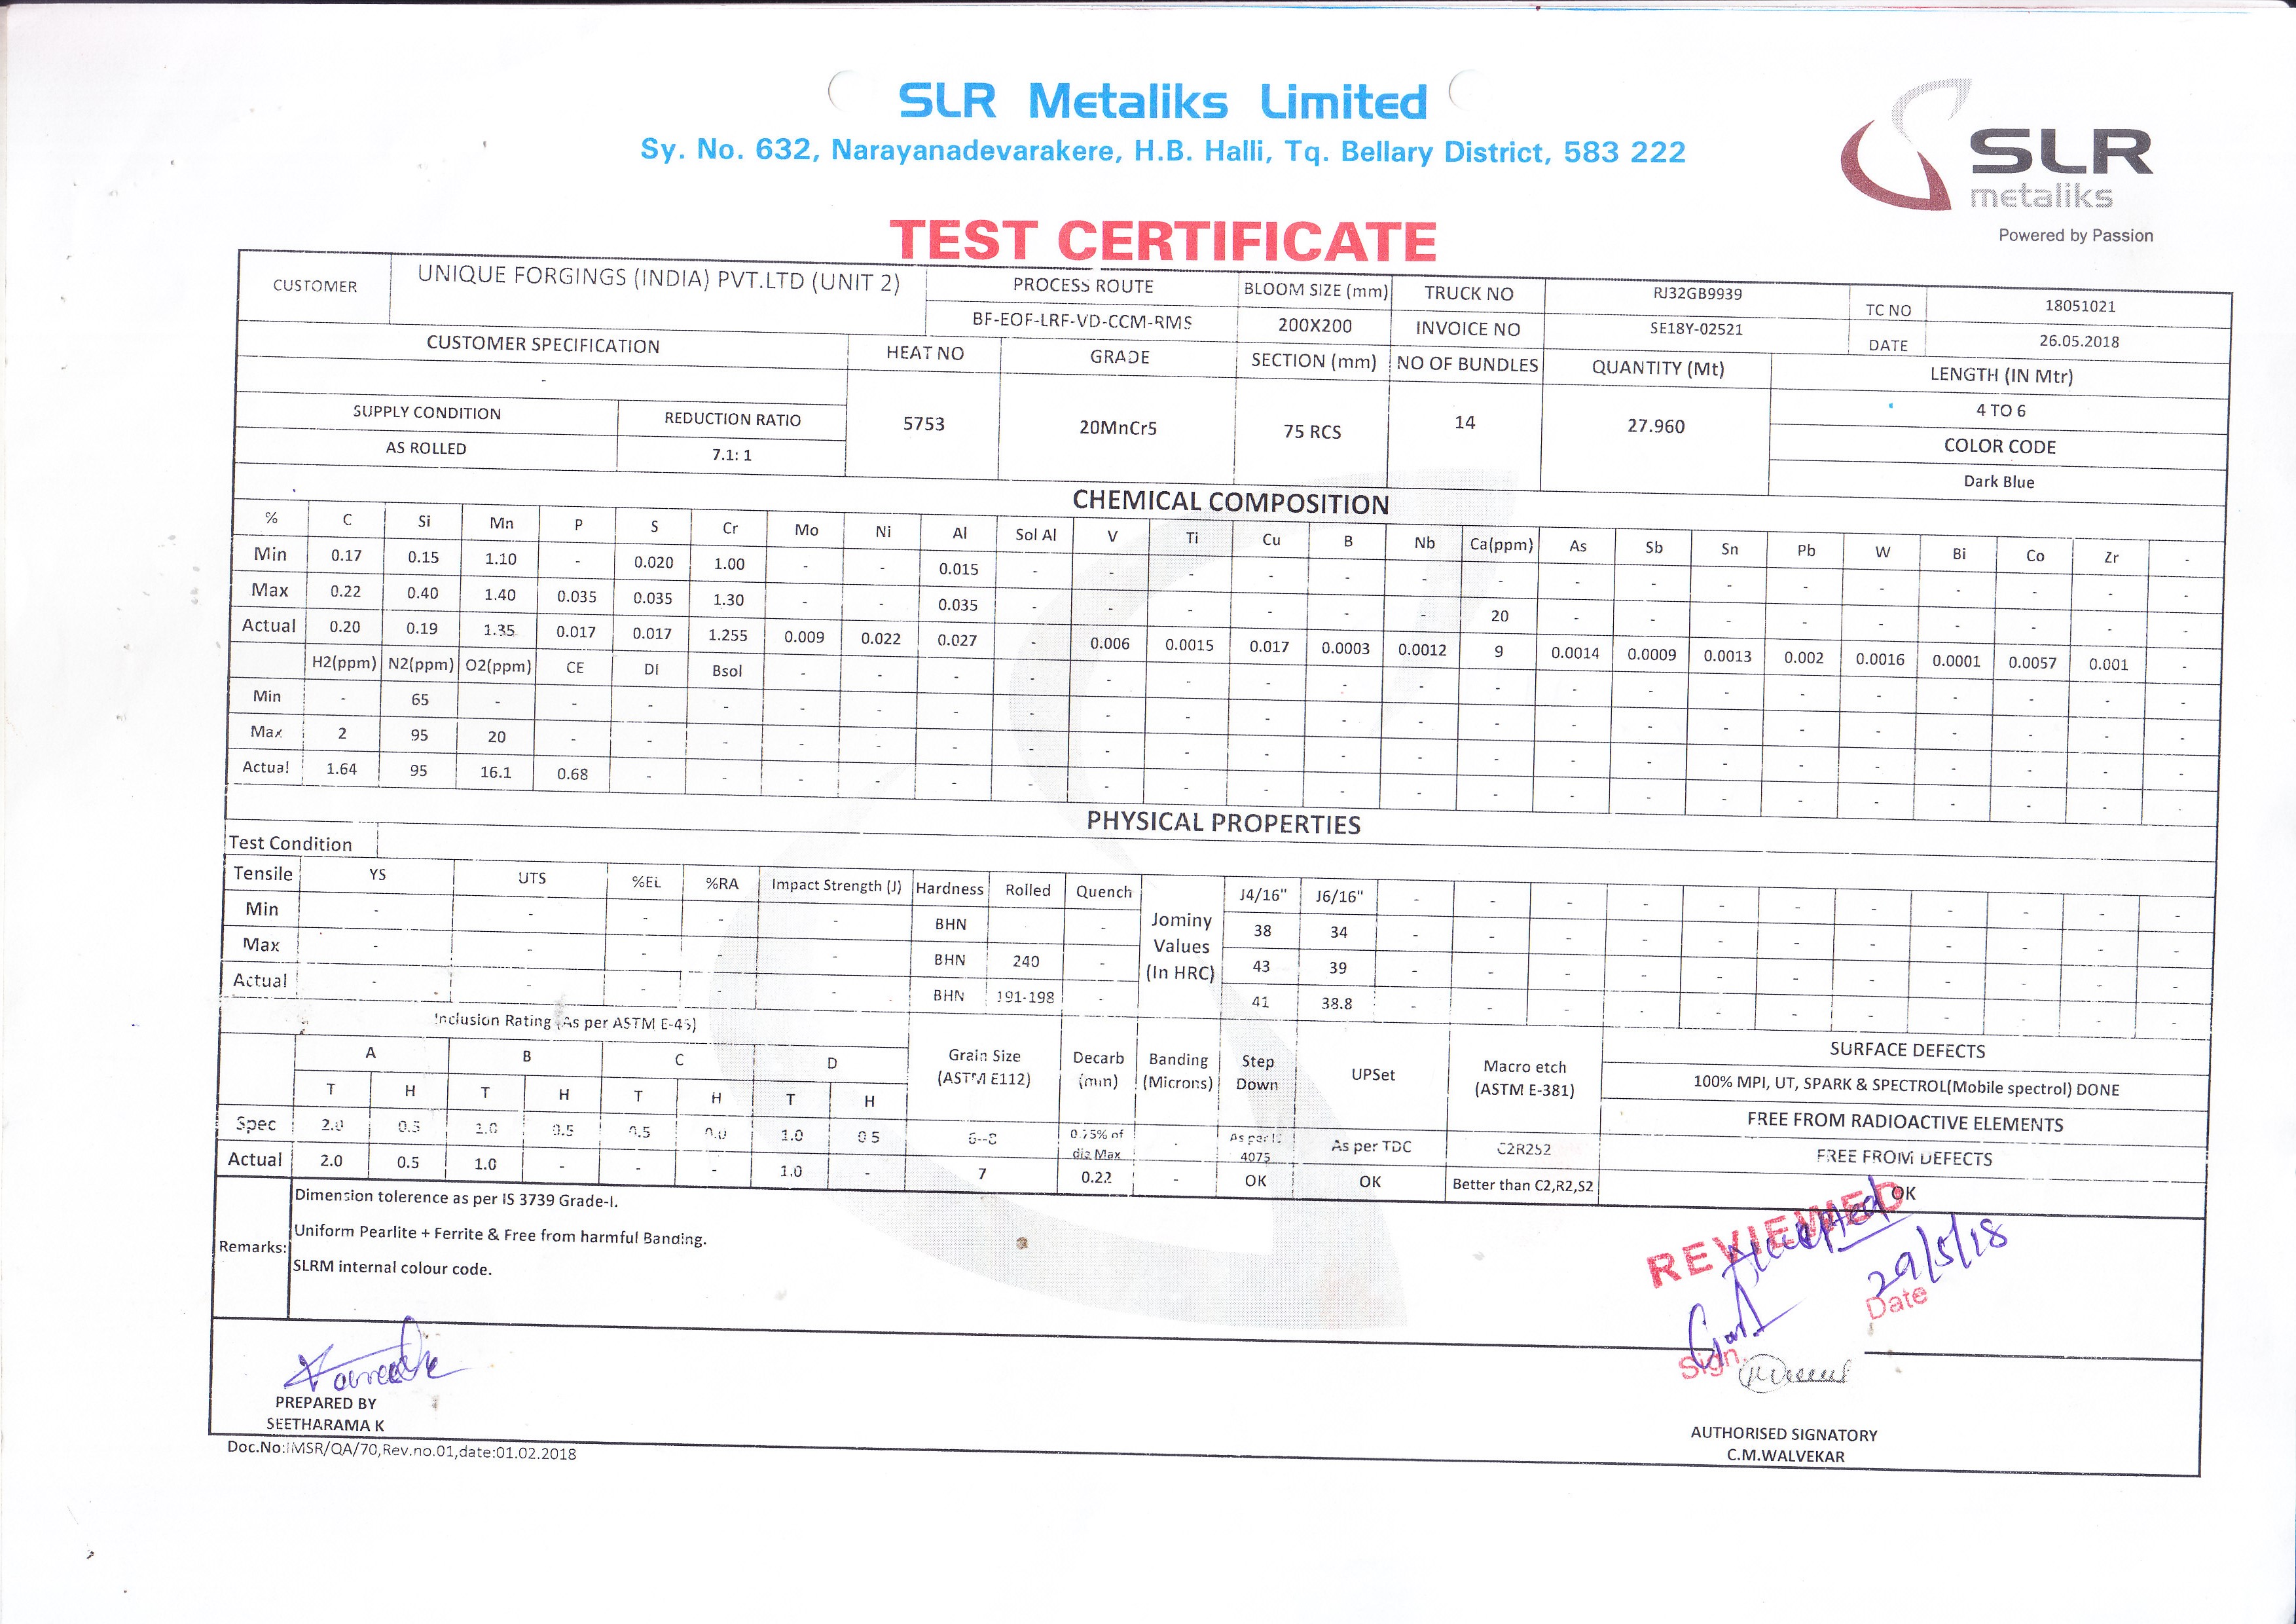 SLR Metaliks Limited
Sy. No. 632, Narayanadevarakere, H.B. Halli, Tq. Bellary District, 583 222
SLR
metaliks
Powered by Passion
TEST CERTIFICATE
CUSTOMER UNIQUE FORGINGS (INDIA) PVT.LTD (UNIT 2) PROCESS ROUTE BLOOM SIZE (mm) TRUCK NO RJ32GB9939 TC NO 18051021
BF-EOF-LRF-VD-CCM-RMS 200X200 INVOICE NO SE18Y-02521 DATE 26.05.2018
CUSTOMER SPECIFICATION HEAT NO GRADE SECTION (mm) NO OF BUNDLES QUANTITY (Mt) LENGTH (IN Mtr)
- 5753 20MnCr5 75 RCS 14 27.960 4 TO 6
SUPPLY CONDITION REDUCTION RATIO COLOR CODE
AS ROLLED 7.1: 1 Dark Blue
CHEMICAL COMPOSITION
% C Si Mn P S Cr Mo Ni Al Sol Al V Ti Cu B Nb Ca(ppm) As Sb Sn Pb W Bi Co Zr -
Min 0.17 0.15 1.10 - 0.020 1.00 - - 0.015 - - - - - - - - - - - - - - - -
Max 0.22 0.40 1.40 0.035 0.035 1.30 - - 0.035 - - - - - - 20 - - - - - - - - -
Actual 0.20 0.19 1.35 0.017 0.017 1.255 0.009 0.022 0.027 - 0.006 0.0015 0.017 0.0003 0.0012 9 0.0014 0.0009 0.0013 0.002 0.0016 0.0001 0.0057 0.001 -
H2(ppm) N2(ppm) O2(ppm) CE DI Bsol - - - - - - - - - - - - - - - - - - -
Min - 65 - - - - - - - - - - - - - - - - - - - - - - -
Max 2 95 20 - - - - - - - - - - - - - - - - - - - - - -
Actual 1.64 95 16.1 0.68 - - - - - - - - - - - - - - - - - - - - -
PHYSICAL PROPERTIES
Test Condition
Tensile YS UTS %EL %RA Impact Strength (J) Hardness Rolled Quench Jominy Values (In HRC) J4/16" J6/16" - - - - - - - - - - -
Min - - - - - BHN - 38 34 - - - - - - - - - - -
Max - - - - - BHN 240 - 43 39 - - - - - - - - - - -
Actual - - - - - BHN 191-198 - 41 38.8 - - - - - - - - - - -
Inclusion Rating (As per ASTM E-45) Grain Size (ASTM E112) Decarb (mm) Banding (Microns) Step Down UPSet Macro etch (ASTM E-381) SURFACE DEFECTS
A B C D 100% MPI, UT, SPARK & SPECTROL(Mobile spectrol) DONE
T H T H T H T H FREE FROM RADIOACTIVE ELEMENTS
Spec 2.0 0.5 1.0 0.5 0.5 1.0 0.5 of dia Max - As per 4075 As per TDC C2R2S2 FREE FROM DEFECTS
Actual 2.0 0.5 1.0 - - - 1.0 - 7 0.22 - OK OK Better than C2,R2,S2 OK
Remarks:
Dimension tolerence as per IS 3739 Grade-I.
Uniform Pearlite + Ferrite & Free from harmful Banding.
SLRM internal colour code.
REVIEWED
Accepted
29/5/18
Date
Sign.
PREPARED BY
SEETHARAMA K
AUTHORISED SIGNATORY
C.M.WALVEKAR
Doc.No:IMSR/QA/70,Rev.no.01,date:01.02.2018